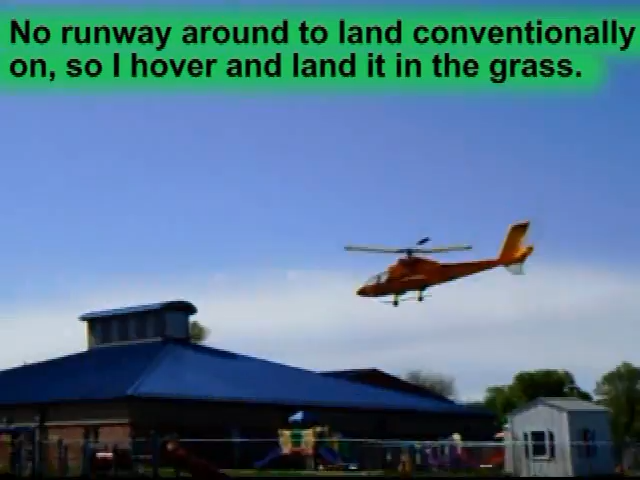 No runway around to land conventionally
on, so I hover and land it in the grass.